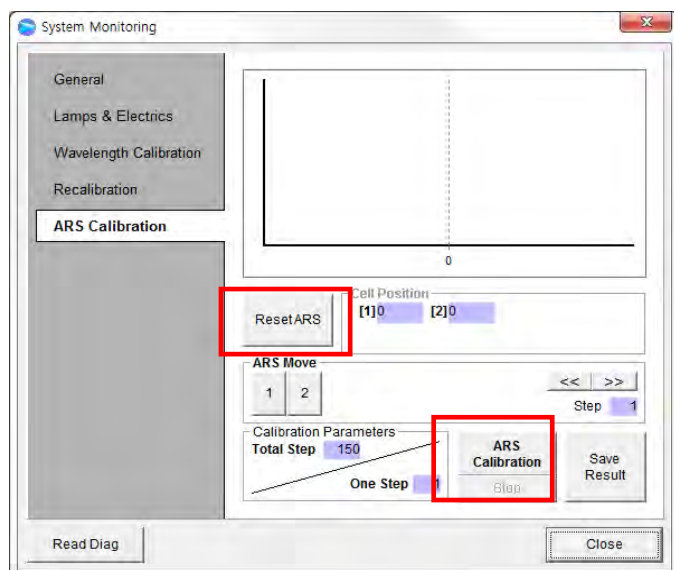 System Monitoring
General
Lamps & Electrics
Wavelength Calibration
Recalibration
ARS Calibration
0
Reset ARS
Cell Position
[1] 0 [2] 0
ARS Move
1 2
<< >>
Step 1
Calibration Parameters
Total Step 150
One Step 1
ARS
Calibration
Stop
Save
Result
Read Diag
Close